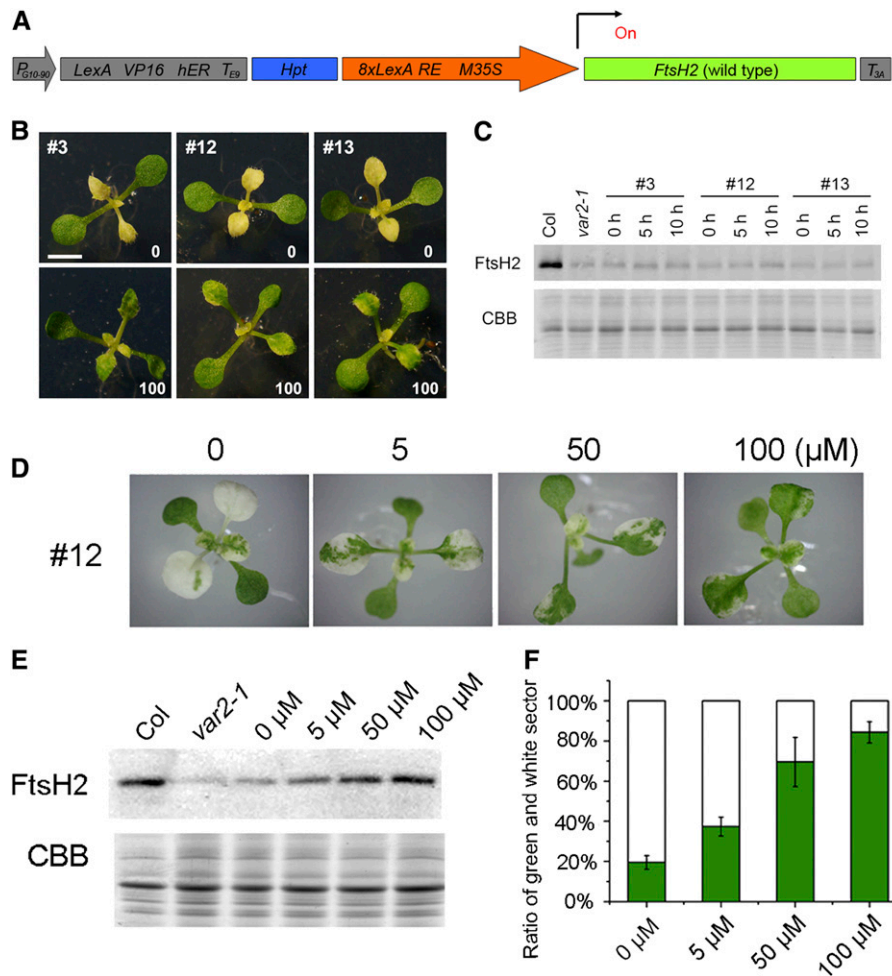 A
On
P G10-90 LexA VP16 hER T E9 Hpt 8xLexA RE M35S FtsH2 (wild type) T 3A
B
#3 #12 #13
0 0 0
100 100 100
C
#3 #12 #13
Col var2-1 0 h 5 h 10 h 0 h 5 h 10 h 0 h 5 h 10 h
FtsH2
CBB
D
0 5 50 100 (μM)
#12
E
Col var2-1 0 μM 5 μM 50 μM 100 μM
FtsH2
CBB
F
Ratio of green and white sector
100%
80%
60%
40%
20%
0%
0 μM 5 μM 50 μM 100 μM